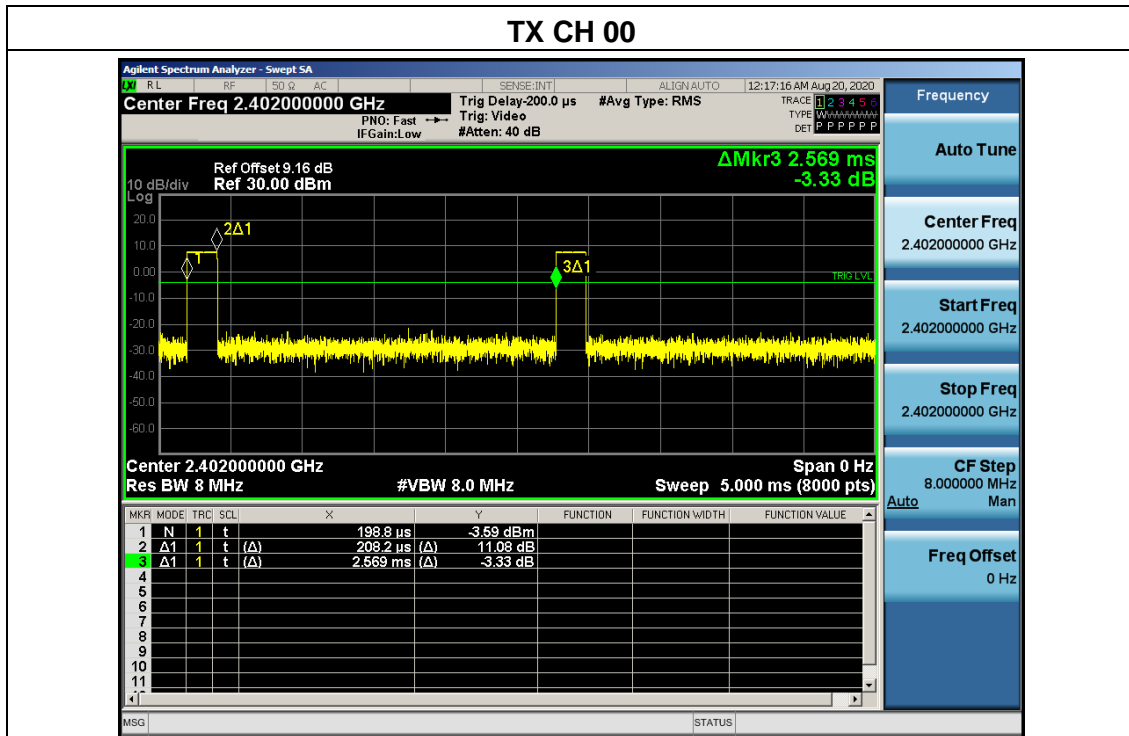 TX CH 00
Agilent Spectrum Analyzer - Swept SA
LXI RL RF 50 Ω AC SENSE:INT ALIGN AUTO 12:17:16 AM Aug 20, 2020
Center Freq 2.402000000 GHz
PNO: Fast
IFGain:Low
Trig Delay-200.0 µs
Trig: Video
#Atten: 40 dB
#Avg Type: RMS
TRACE 1 2 3 4 5 6
TYPE
DET P P P P P P
ΔMkr3 2.569 ms
-3.33 dB
Ref Offset 9.16 dB
10 dB/div Ref 30.00 dBm
Log
20.0
10.0
0.00
-10.0
-20.0
-30.0
-40.0
-50.0
-60.0
2Δ1
3Δ1
TRIG LVL
Center 2.402000000 GHz Span 0 Hz
Res BW 8 MHz #VBW 8.0 MHz Sweep 5.000 ms (8000 pts)
MKR MODE TRC SCL X Y FUNCTION FUNCTION WIDTH FUNCTION VALUE
1 N 1 t 198.8 µs -3.59 dBm
2 Δ1 1 t (Δ) 208.2 µs (Δ) 11.08 dB
3 Δ1 1 t (Δ) 2.569 ms (Δ) -3.33 dB
4
5
6
7
8
9
10
11
MSG STATUS
Frequency
Auto Tune
Center Freq
2.402000000 GHz
Start Freq
2.402000000 GHz
Stop Freq
2.402000000 GHz
CF Step
8.000000 MHz
Auto Man
Freq Offset
0 Hz